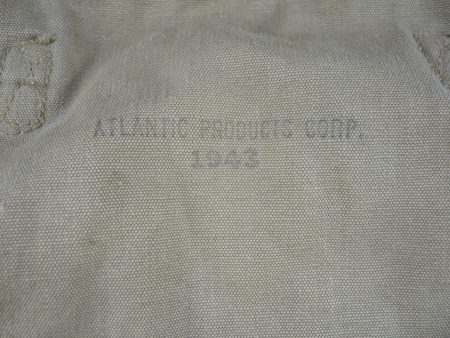 ATLANTIC PRODUCTS CORP.
1943